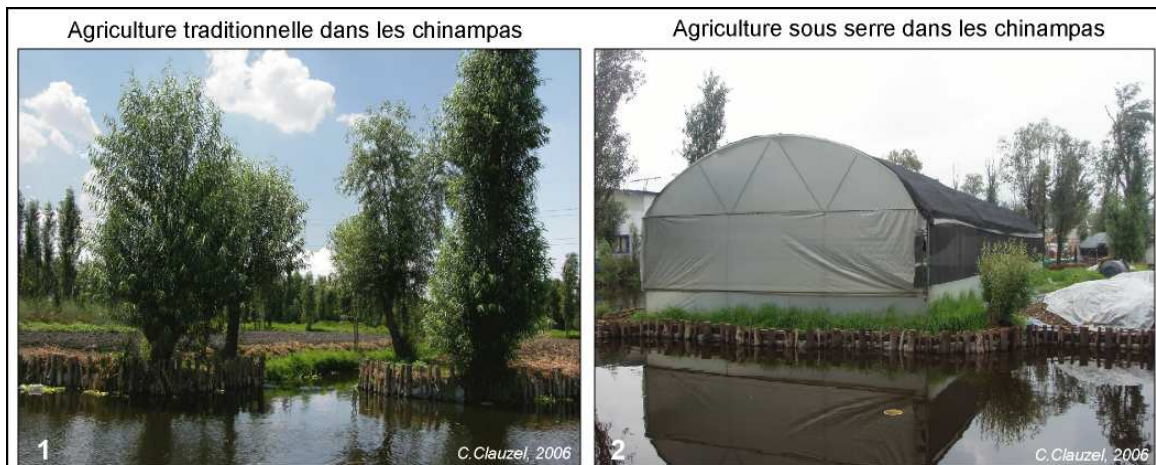 Agriculture traditionnelle dans les chinampas
Agriculture sous serre dans les chinampas
1
C.Clauzel, 2006
2
C.Clauzel, 2006